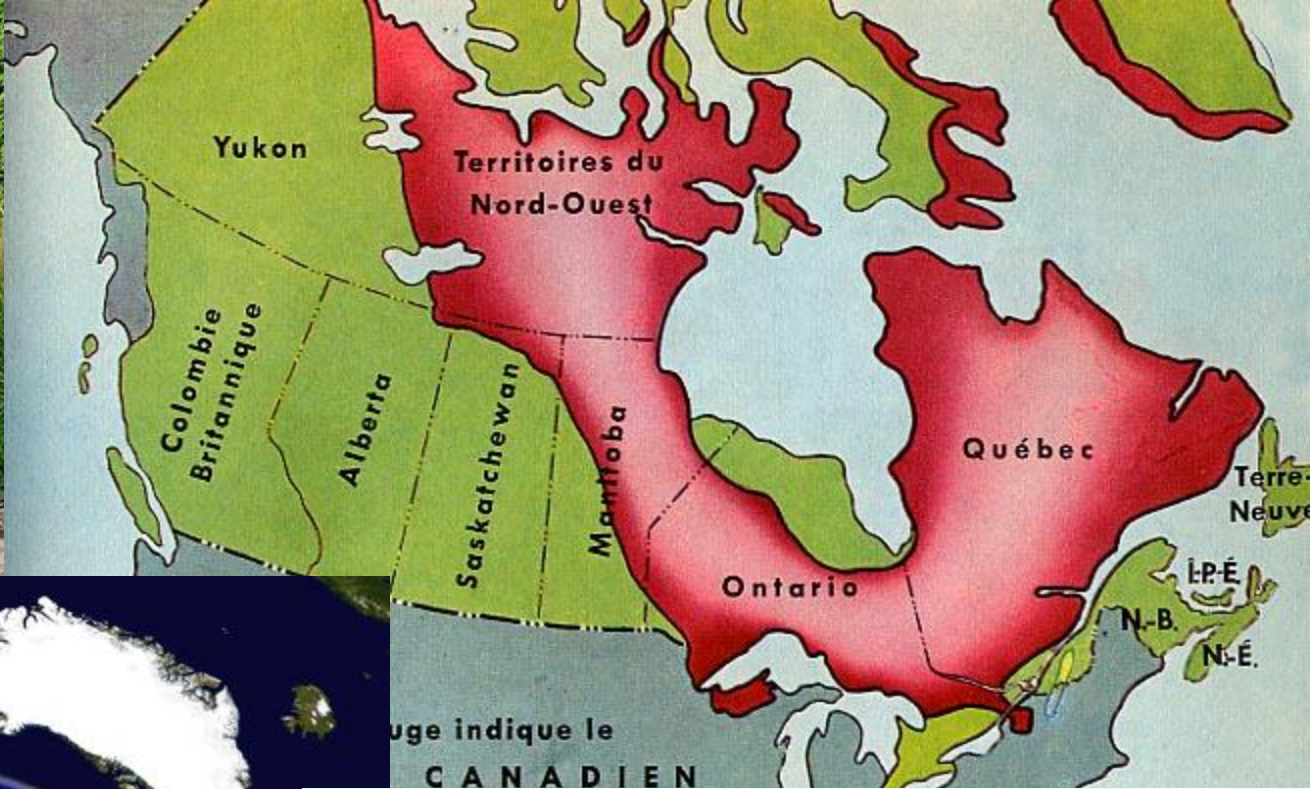 Yukon
Territoires du
Nord-Ouest
Colombie
Britannique
Alberta
Saskatchewan
Manitoba
Ontario
Québec
Terre-
Neuve
Î-P.-É.
N.-B.
N.-É.
uge indique le
CANADIEN